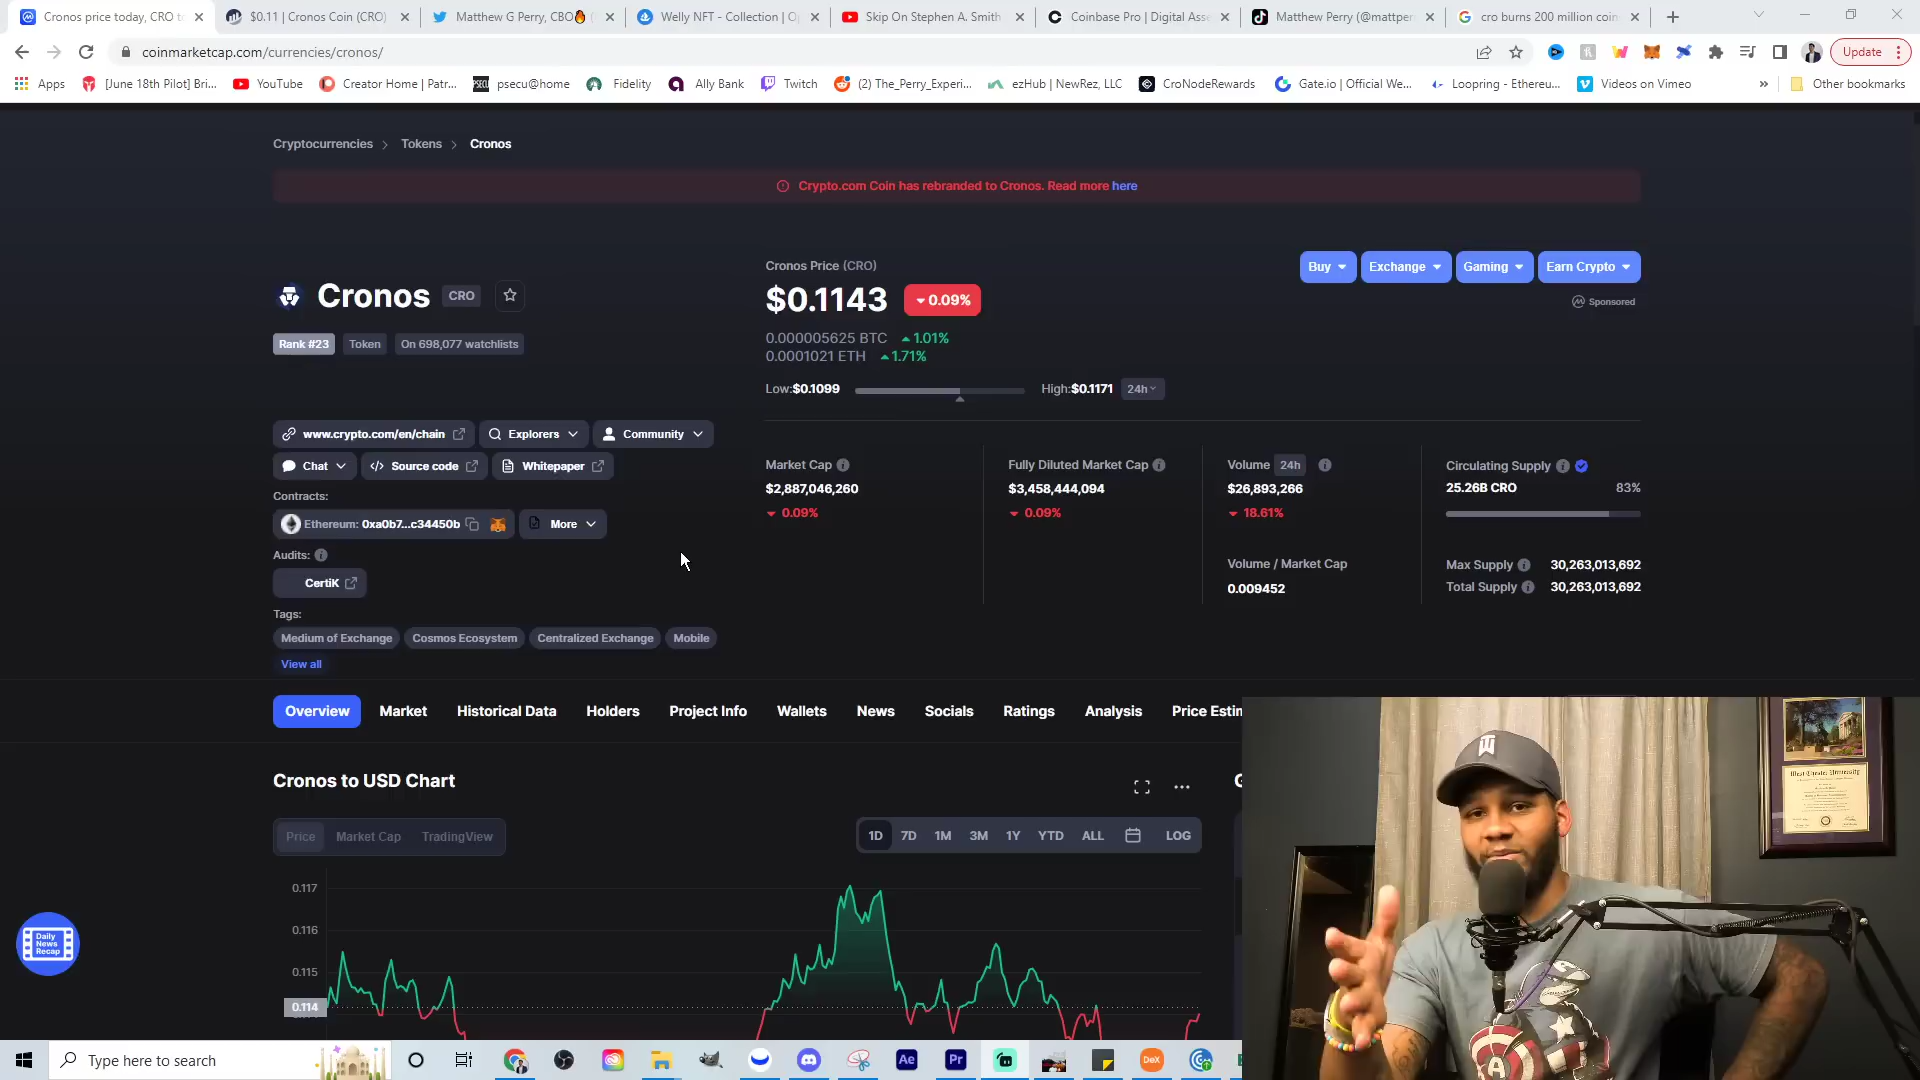 Cronos price today, CRO to
$0.11 | Cronos Coin (CRO)
Matthew G Perry, CBO🔥
Welly NFT - Collection | O
Skip On Stephen A. Smith
Coinbase Pro | Digital Asse
Matthew Perry (@mattper
cro burns 200 million coin
coinmarketcap.com/currencies/cronos/
Update
Apps
[June 18th Pilot] Bri...
YouTube
Creator Home | Patr...
psecu@home
Fidelity
Ally Bank
Twitch
(2) The_Perry_Experi...
ezHub | NewRez, LLC
CroNodeRewards
Gate.io | Official We...
Loopring - Ethereu...
Videos on Vimeo
»
Other bookmarks
Cryptocurrencies > Tokens > Cronos
Crypto.com Coin has rebranded to Cronos. Read more here
Cronos Price (CRO)
Buy
Exchange
Gaming
Earn Crypto
Cronos CRO
$0.1143 0.09%
Sponsored
Rank #23
Token
On 698,077 watchlists
0.000005625 BTC 1.01%
0.0001021 ETH 1.71%
Low:$0.1099
High:$0.1171
24h
www.crypto.com/en/chain
Explorers
Community
Chat
Source code
Whitepaper
Contracts:
Ethereum: 0xa0b7...c34450b
More
Audits:
CertiK
Tags:
Medium of Exchange
Cosmos Ecosystem
Centralized Exchange
Mobile
View all
Market Cap
$2,887,046,260
0.09%
Fully Diluted Market Cap
$3,458,444,094
0.09%
Volume 24h
$26,893,266
18.61%
Volume / Market Cap
0.009452
Circulating Supply
25.26B CRO
83%
Max Supply 30,263,013,692
Total Supply 30,263,013,692
Overview
Market
Historical Data
Holders
Project Info
Wallets
News
Socials
Ratings
Analysis
Price Estim
Cronos to USD Chart
G
Price
Market Cap
TradingView
1D
7D
1M
3M
1Y
YTD
ALL
LOG
0.117
0.116
0.115
0.114
Daily
News
Recap
West Chester University
Type here to search
PSECU
Ae
Pr
DeX